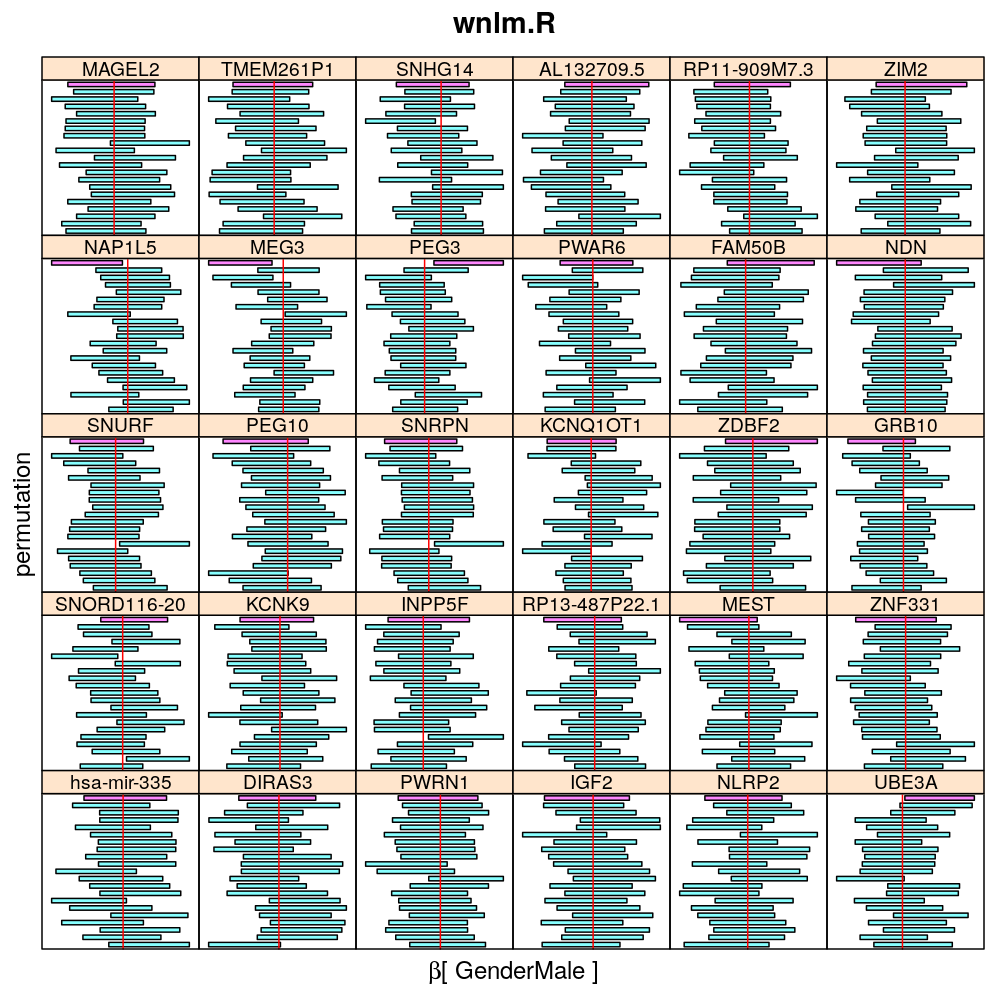 wnlm.R
MAGEL2 TMEM261P1 SNHG14 AL132709.5 RP11-909M7.3 ZIM2
NAP1L5 MEG3 PEG3 PWAR6 FAM50B NDN
SNURF PEG10 SNRPN KCNQ1OT1 ZDBF2 GRB10
permutation
SNORD116-20 KCNK9 INPP5F RP13-487P22.1 MEST ZNF331
hsa-mir-335 DIRAS3 PWRN1 IGF2 NLRP2 UBE3A
β[ GenderMale ]